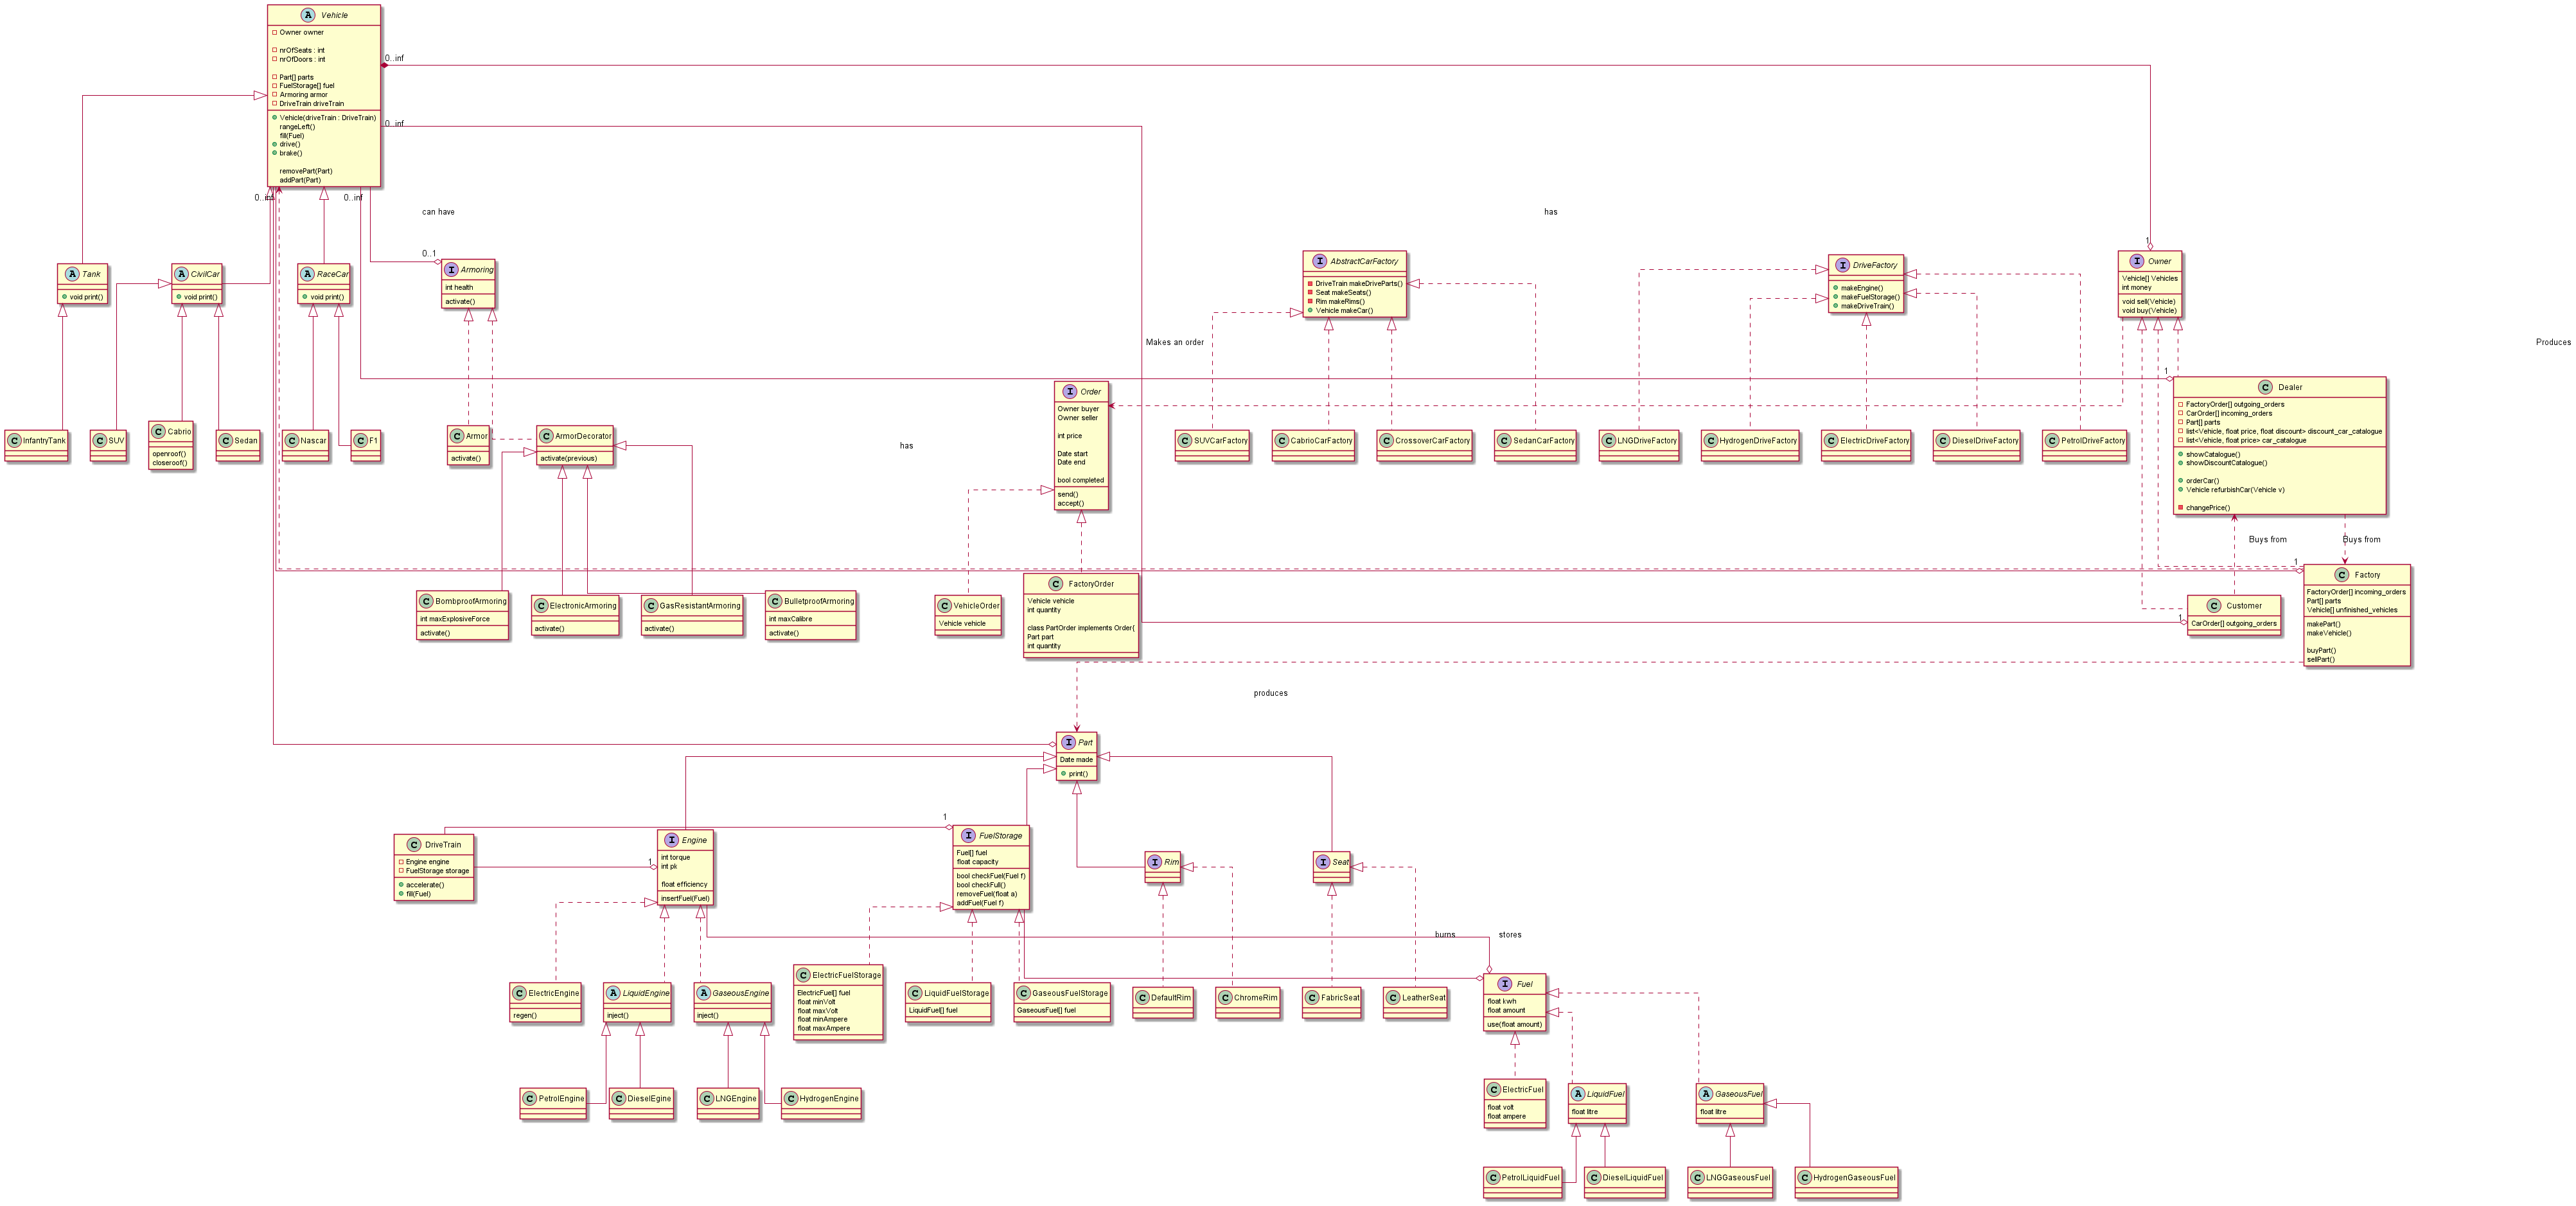 Vehicle
Owner owner
nrOfSeats : int
nrOfDoors : int
Part[] parts
FuelStorage[] fuel
Armoring armor
DriveTrain driveTrain
Vehicle(driveTrain : DriveTrain)
rangeLeft()
fill(Fuel)
drive()
brake()
removePart(Part)
addPart(Part)
0..inf
0..inf
0..inf
0..inf
can have
has
0..1
1
Tank
void print()
CivilCar
void print()
RaceCar
void print()
Armoring
int health
activate()
AbstractCarFactory
DriveTrain makeDriveParts()
Seat makeSeats()
Rim makeRims()
Vehicle makeCar()
DriveFactory
makeEngine()
makeFuelStorage()
makeDriveTrain()
Owner
Vehicle[] Vehicles
int money
void sell(Vehicle)
void buy(Vehicle)
Makes an order
Produces
1
InfantryTank
SUV
Cabrio
openroof()
closeroof()
Sedan
Nascar
F1
Armor
activate()
ArmorDecorator
activate(previous)
has
Order
Owner buyer
Owner seller
int price
Date start
Date end
bool completed
send()
accept()
SUVCarFactory
CabrioCarFactory
CrossoverCarFactory
SedanCarFactory
LNGDriveFactory
HydrogenDriveFactory
ElectricDriveFactory
DieselDriveFactory
PetrolDriveFactory
Dealer
FactoryOrder[] outgoing_orders
CarOrder[] incoming_orders
Part[] parts
list<Vehicle, float price, float discount> discount_car_catalogue
list<Vehicle, float price> car_catalogue
showCatalogue()
showDiscountCatalogue()
orderCar()
Vehicle refurbishCar(Vehicle v)
changePrice()
Buys from
Buys from
1
1
BombproofArmoring
int maxExplosiveForce
activate()
ElectronicArmoring
activate()
GasResistantArmoring
activate()
BulletproofArmoring
int maxCalibre
activate()
VehicleOrder
Vehicle vehicle
FactoryOrder
Vehicle vehicle
int quantity
class PartOrder implements Order{
Part part
int quantity
Customer
CarOrder[] outgoing_orders
Factory
FactoryOrder[] incoming_orders
Part[] parts
Vehicle[] unfinished_vehicles
makePart()
makeVehicle()
buyPart()
sellPart()
produces
Part
Date made
print()
1
1
DriveTrain
Engine engine
FuelStorage storage
accelerate()
fill(Fuel)
Engine
int torque
int pk
float efficiency
insertFuel(Fuel)
FuelStorage
Fuel[] fuel
float capacity
bool checkFuel(Fuel f)
bool checkFull()
removeFuel(float a)
addFuel(Fuel f)
Rim
Seat
burns
stores
ElectricEngine
regen()
LiquidEngine
inject()
GaseousEngine
inject()
ElectricFuelStorage
ElectricFuel[] fuel
float minVolt
float maxVolt
float minAmpere
float maxAmpere
LiquidFuelStorage
LiquidFuel[] fuel
GaseousFuelStorage
GaseousFuel[] fuel
DefaultRim
ChromeRim
FabricSeat
LeatherSeat
Fuel
float kwh
float amount
use(float amount)
PetrolEngine
DieselEgine
LNGEngine
HydrogenEngine
ElectricFuel
float volt
float ampere
LiquidFuel
float litre
GaseousFuel
float litre
PetrolLiquidFuel
DieselLiquidFuel
LNGGaseousFuel
HydrogenGaseousFuel